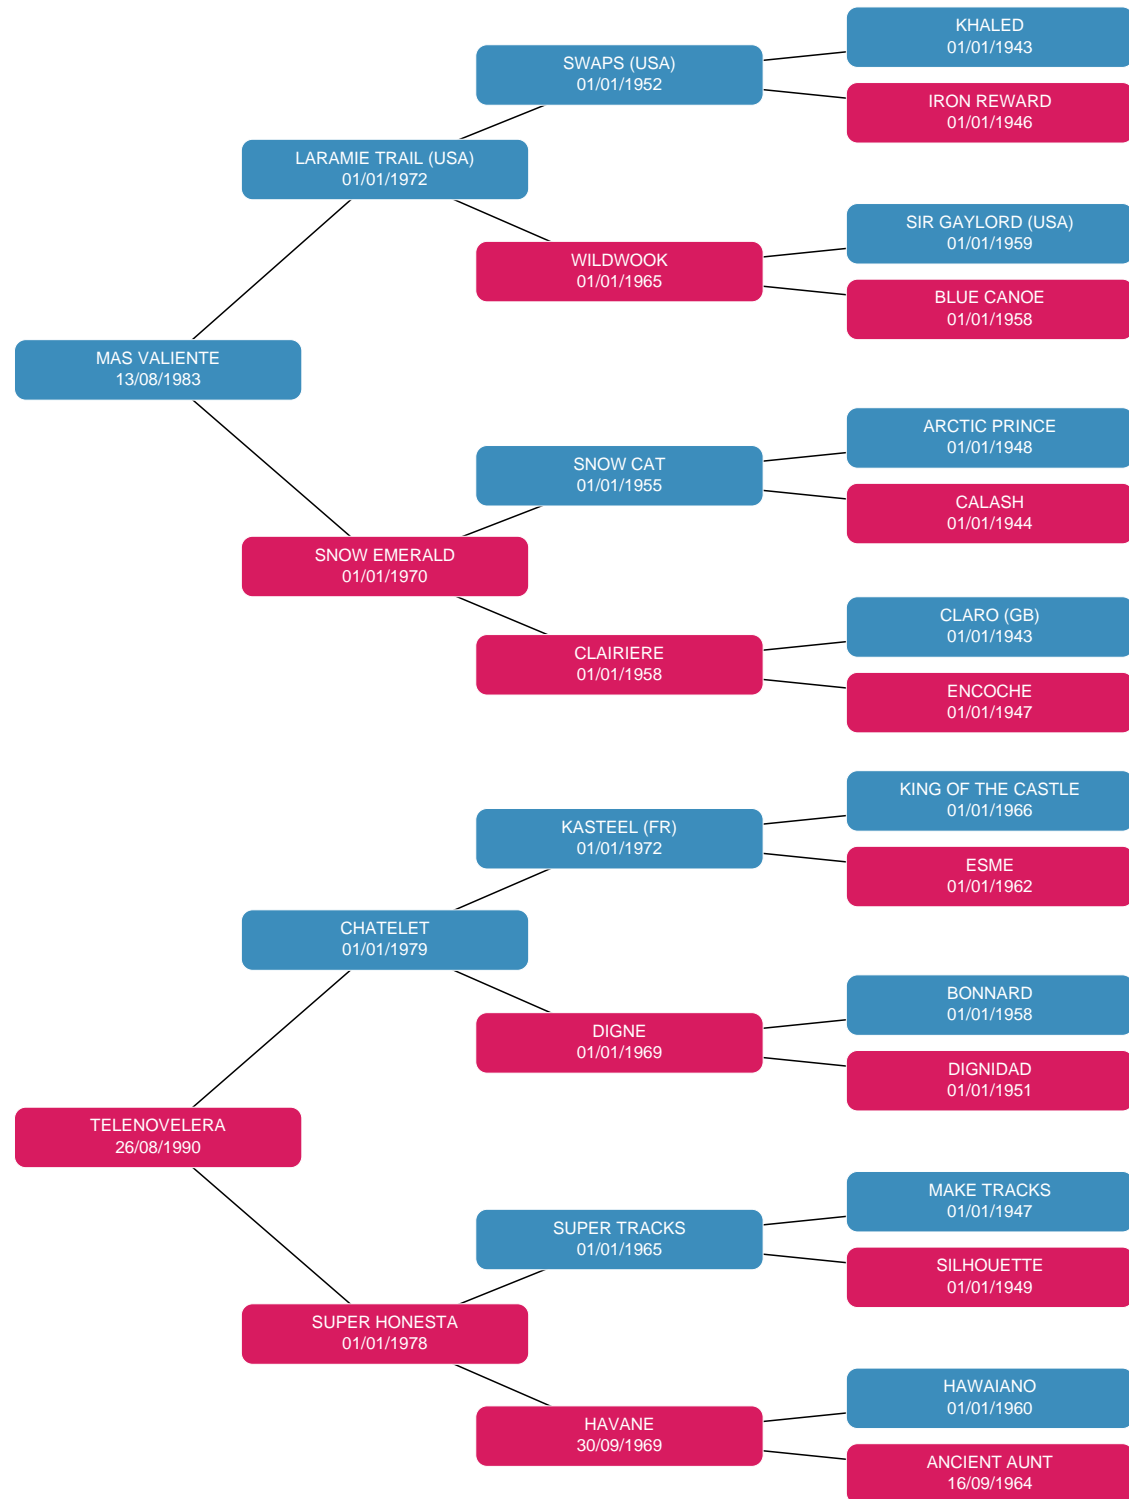 KHALED
01/01/1943
SWAPS (USA)
01/01/1952
IRON REWARD
01/01/1946
LARAMIE TRAIL (USA)
01/01/1972
SIR GAYLORD (USA)
01/01/1959
WILDWOOK
01/01/1965
BLUE CANOE
01/01/1958
MAS VALIENTE
13/08/1983
ARCTIC PRINCE
01/01/1948
SNOW CAT
01/01/1955
CALASH
01/01/1944
SNOW EMERALD
01/01/1970
CLARO (GB)
01/01/1943
CLAIRIERE
01/01/1958
ENCOCHE
01/01/1947
KING OF THE CASTLE
01/01/1966
KASTEEL (FR)
01/01/1972
ESME
01/01/1962
CHATELET
01/01/1979
BONNARD
01/01/1958
DIGNE
01/01/1969
DIGNIDAD
01/01/1951
TELENOVELERA
26/08/1990
MAKE TRACKS
01/01/1947
SUPER TRACKS
01/01/1965
SILHOUETTE
01/01/1949
SUPER HONESTA
01/01/1978
HAWAIANO
01/01/1960
HAVANE
30/09/1969
ANCIENT AUNT
16/09/1964